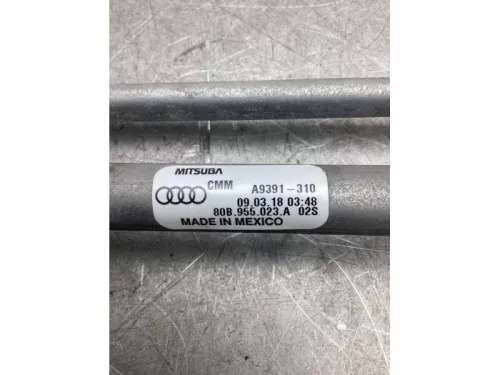 MITSUBA
CMM A9391-310
09.03.18 03:48
80B.955.023.A 02S
MADE IN MEXICO